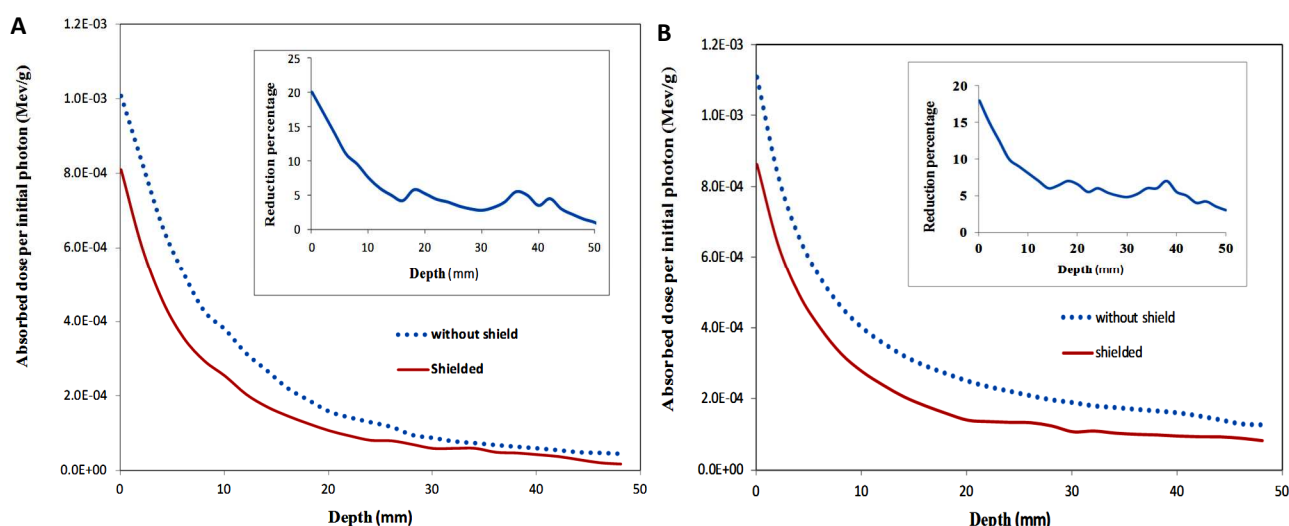 A
Absorbed dose per initial photon (Mev/g)
1.2E-03
1.0E-03
8.0E-04
6.0E-04
4.0E-04
2.0E-04
0.0E+00
0
10
20
30
40
50
Depth (mm)
Reduction percentage
25
20
15
10
5
0
0
10
20
30
40
50
Depth (mm)
without shield
Shielded
B
Absorbed dose per initial photon (Mev/g)
1.2E-03
1.0E-03
8.0E-04
6.0E-04
4.0E-04
2.0E-04
0.0E+00
0
10
20
30
40
50
Depth (mm)
Reduction percentage
20
15
10
5
0
0
10
20
30
40
50
Depth (mm)
without shield
shielded